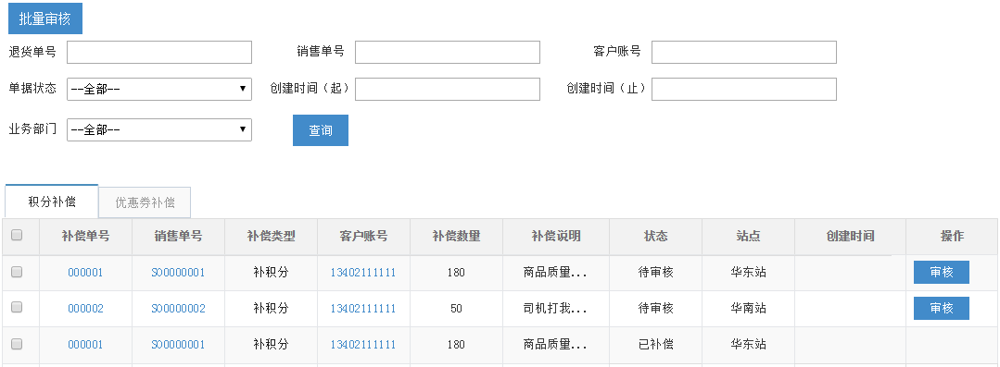 批量审核
退货单号 销售单号 客户账号
单据状态 --全部-- 创建时间（起） 创建时间（止）
业务部门 --全部-- 查询
积分补偿 优惠券补偿
补偿单号 销售单号 补偿类型 客户账号 补偿数量 补偿说明 状态 站点 创建时间 操作
000001 SO0000001 补积分 13402111111 180 商品质量... 待审核 华东站 审核
000002 SO0000002 补积分 13402111111 50 司机打我... 待审核 华南站 审核
000001 SO0000001 补积分 13402111111 180 商品质量... 已补偿 华东站